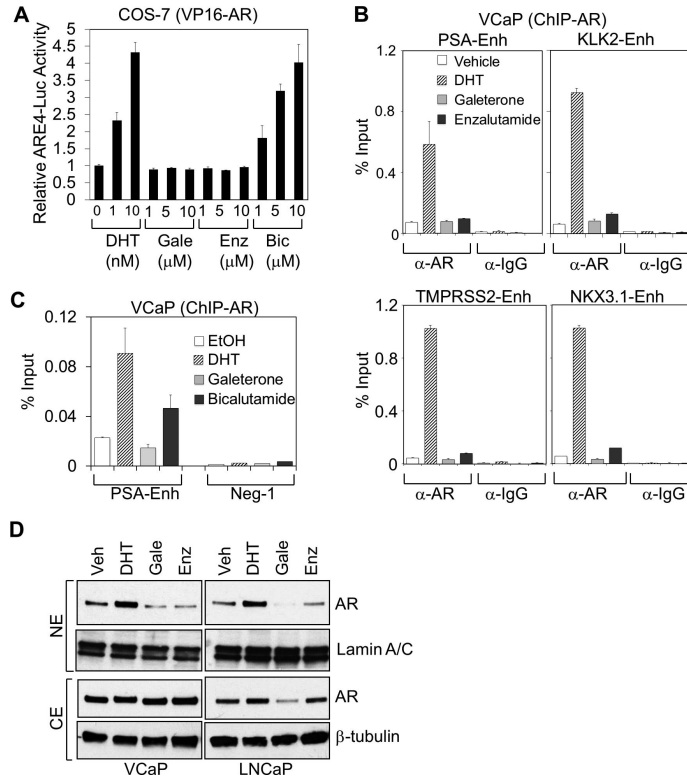 A
COS-7 (VP16-AR)
Relative ARE4-Luc Activity
5
4.5
4
3.5
3
2.5
2
1.5
1
0.5
0 1 10 1 5 10 1 5 10 1 5 10
DHT Gale Enz Bic
(nM) (μM) (μM) (μM)
B
VCaP (ChIP-AR)
PSA-Enh KLK2-Enh
Vehicle
DHT
Galeterone
Enzalutamide
% Input
1.2
0.8
0.4
0
α-AR α-IgG α-AR α-IgG
TMPRSS2-Enh NKX3.1-Enh
% Input
1.2
0.8
0.4
0
α-AR α-IgG α-AR α-IgG
C
VCaP (ChIP-AR)
% Input
0.12
0.08
0.04
0
EtOH
DHT
Galeterone
Bicalutamide
PSA-Enh Neg-1
D
Veh DHT Gale Enz Veh DHT Gale Enz
NE
AR
Lamin A/C
CE
AR
β-tubulin
VCaP LNCaP